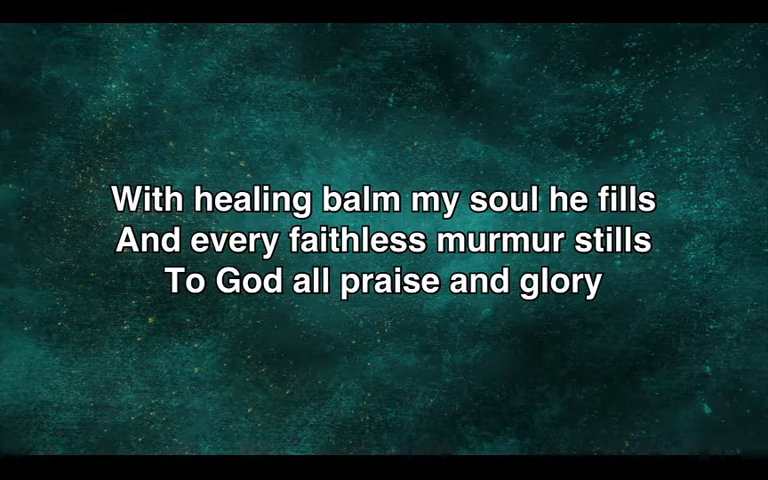 With healing balm my soul he fills
And every faithless murmur stills
To God all praise and glory